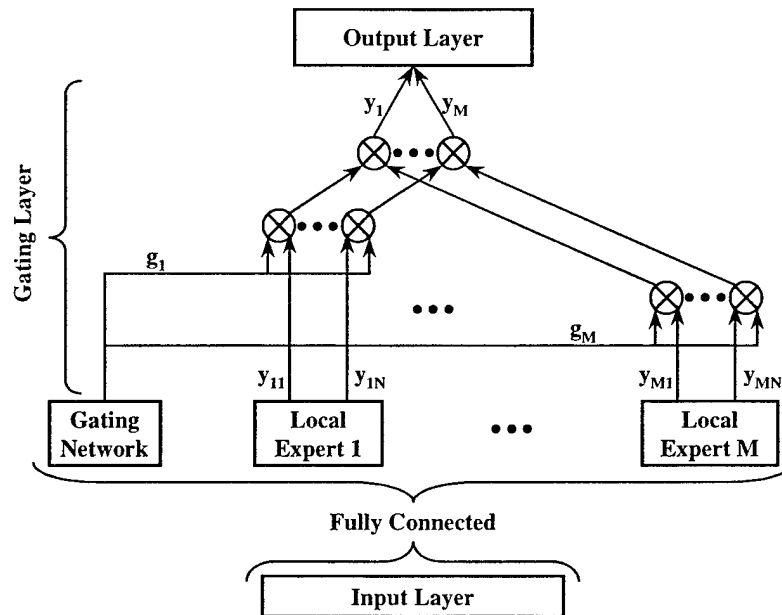 Output Layer
y1 yM
Gating Layer
g1
gM
y11 y1N yM1 yMN
Gating Network
Local Expert 1
Local Expert M
Fully Connected
Input Layer